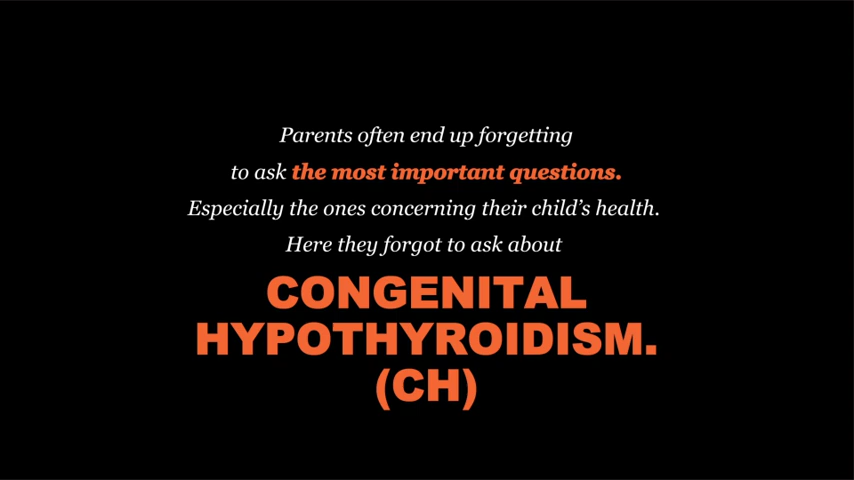 Parents often end up forgetting
to ask the most important questions.
Especially the ones concerning their child’s health.
Here they forgot to ask about
CONGENITAL
HYPOTHYROIDISM.
(CH)